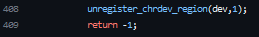 408 unregister_chrdev_region(dev,1);
409 return -1;